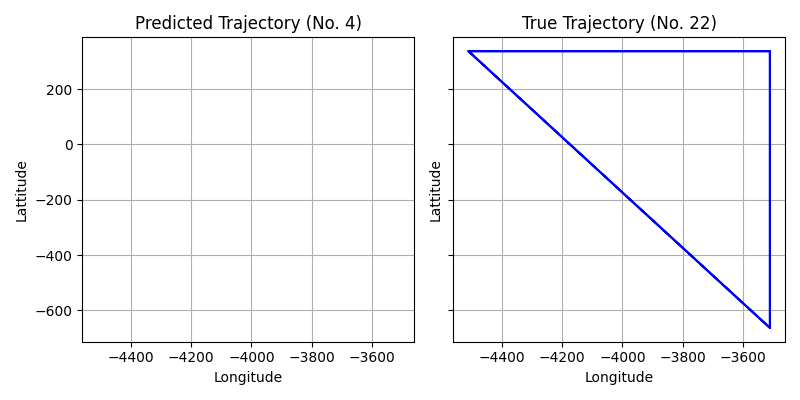 Predicted Trajectory (No. 4)
Lattitude
200
0
−200
−400
−600
−4400 −4200 −4000 −3800 −3600
Longitude
True Trajectory (No. 22)
Lattitude
−4400 −4200 −4000 −3800 −3600
Longitude